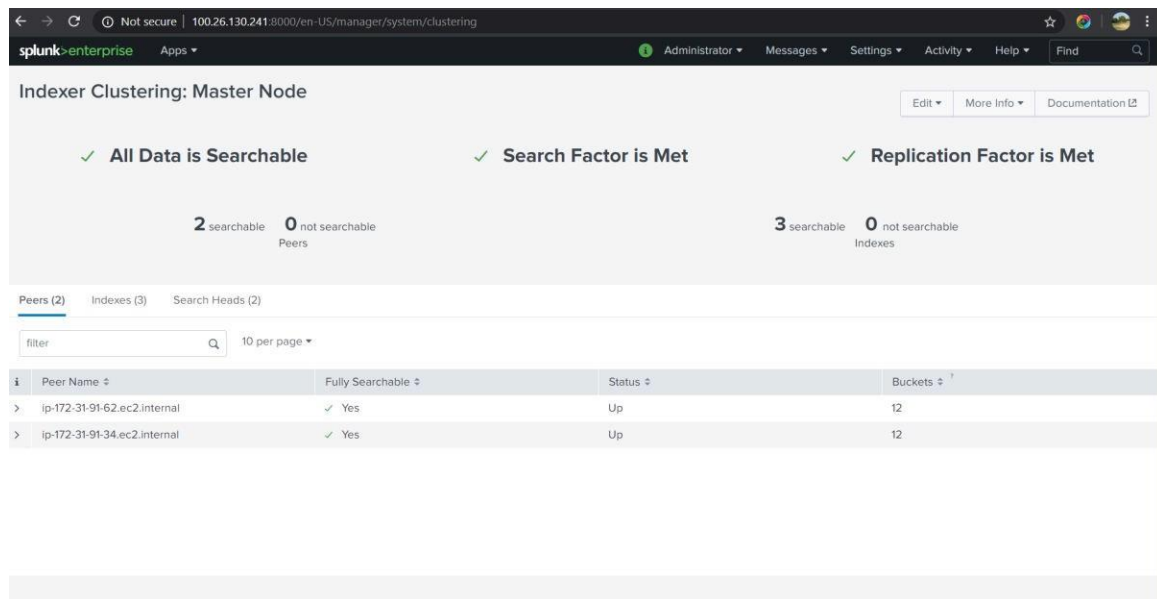 Not secure | 100.26.130.241:8000/en-US/manager/system/clustering
splunk>enterprise Apps Administrator Messages Settings Activity Help Find
Indexer Clustering: Master Node
Edit More Info Documentation
All Data is Searchable Search Factor is Met Replication Factor is Met
2 searchable 0 not searchable 3 searchable 0 not searchable
Peers Indexes
Peers (2) Indexes (3) Search Heads (2)
filter 10 per page
i Peer Name Fully Searchable Status Buckets ?
ip-172-31-91-62.ec2.internal Yes Up 12
ip-172-31-91-34.ec2.internal Yes Up 12